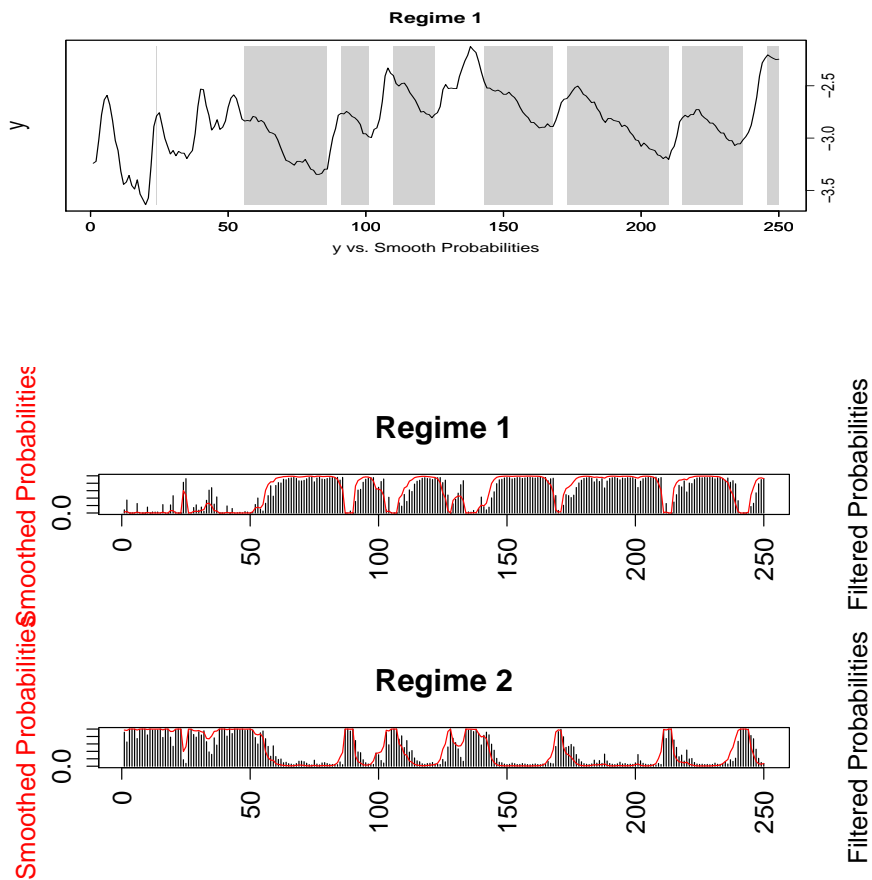 Regime 1
y
-2.5
-3.0
-3.5
0 50 100 150 200 250
y vs. Smooth Probabilities
Regime 1
Smoothed Probabilities
Filtered Probabilities
0.0
0 50 100 150 200 250
Regime 2
Smoothed Probabilities
Filtered Probabilities
0.0
0 50 100 150 200 250